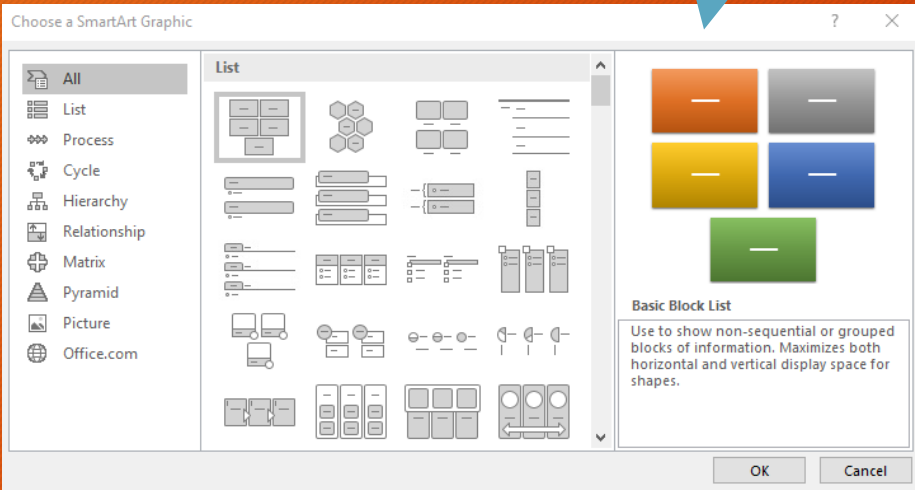 Choose a SmartArt Graphic
?
All
List
Process
Cycle
Hierarchy
Relationship
Matrix
Pyramid
Picture
Office.com
List
Basic Block List
Use to show non-sequential or grouped
blocks of information. Maximizes both
horizontal and vertical display space for
shapes.
OK
Cancel